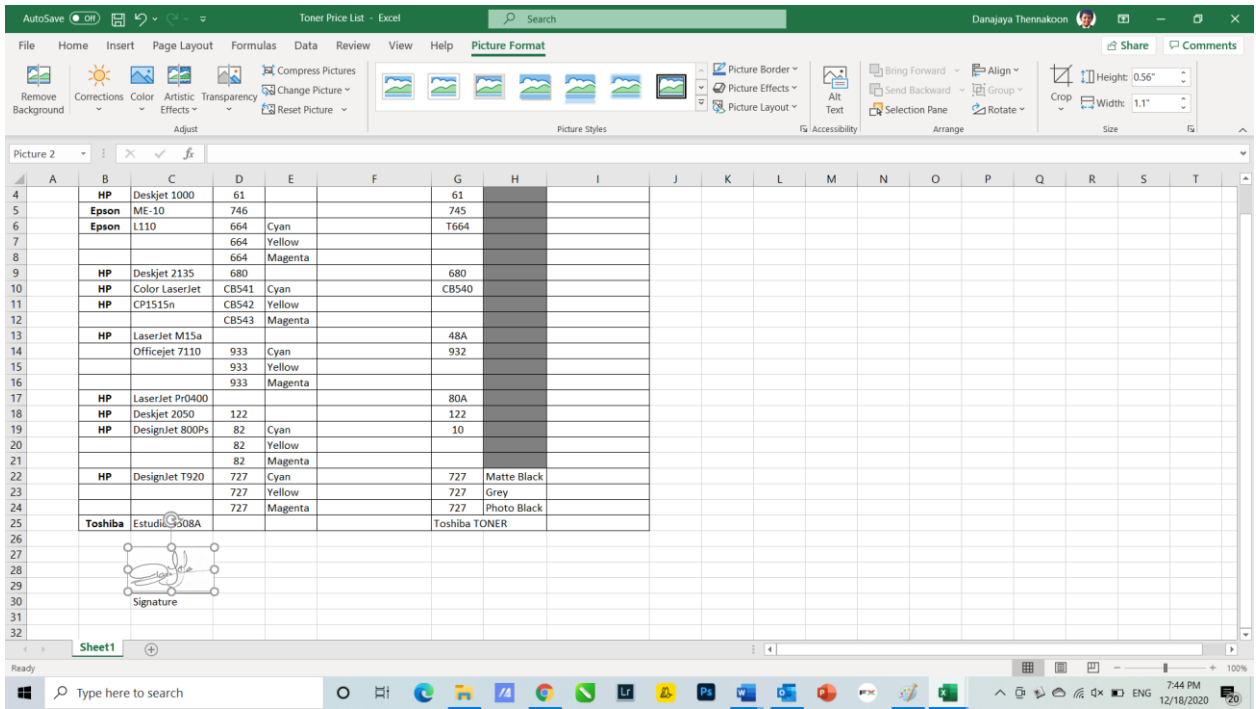 AutoSave Off Toner Price List - Excel Search Danajaya Thennakoon
File Home Insert Page Layout Formulas Data Review View Help Picture Format Share Comments
Remove Background Corrections Color Artistic Effects Transparency Compress Pictures Change Picture Reset Picture Picture Border Picture Effects Picture Layout Alt Text Bring Forward Send Backward Selection Pane Align Group Rotate Crop Height: 0.56" Width: 1.1"
Adjust Picture Styles Accessibility Arrange Size
Picture 2 fx
A B C D E F G H I J K L M N O P Q R S T
4 HP Deskjet 1000 61 61
5 Epson ME-10 746 745
6 Epson L110 664 Cyan T664
7 664 Yellow
8 664 Magenta
9 HP Deskjet 2135 680 680
10 HP Color LaserJet CB541 Cyan CB540
11 HP CP1515n CB542 Yellow
12 CB543 Magenta
13 HP LaserJet M15a 48A
14 Officejet 7110 933 Cyan 932
15 933 Yellow
16 933 Magenta
17 HP LaserJet Pr0400 80A
18 HP Deskjet 2050 122 122
19 HP DesignJet 800Ps 82 Cyan 10
20 82 Yellow
21 82 Magenta
22 HP DesignJet T920 727 Cyan 727 Matte Black
23 727 Yellow 727 Grey
24 727 Magenta 727 Photo Black
25 Toshiba Toshiba TONER
26
27
28
29
30 Signature
31
32
Sheet1
Ready 100%
Type here to search Lr Ps ENG 7:44 PM 20
12/18/2020